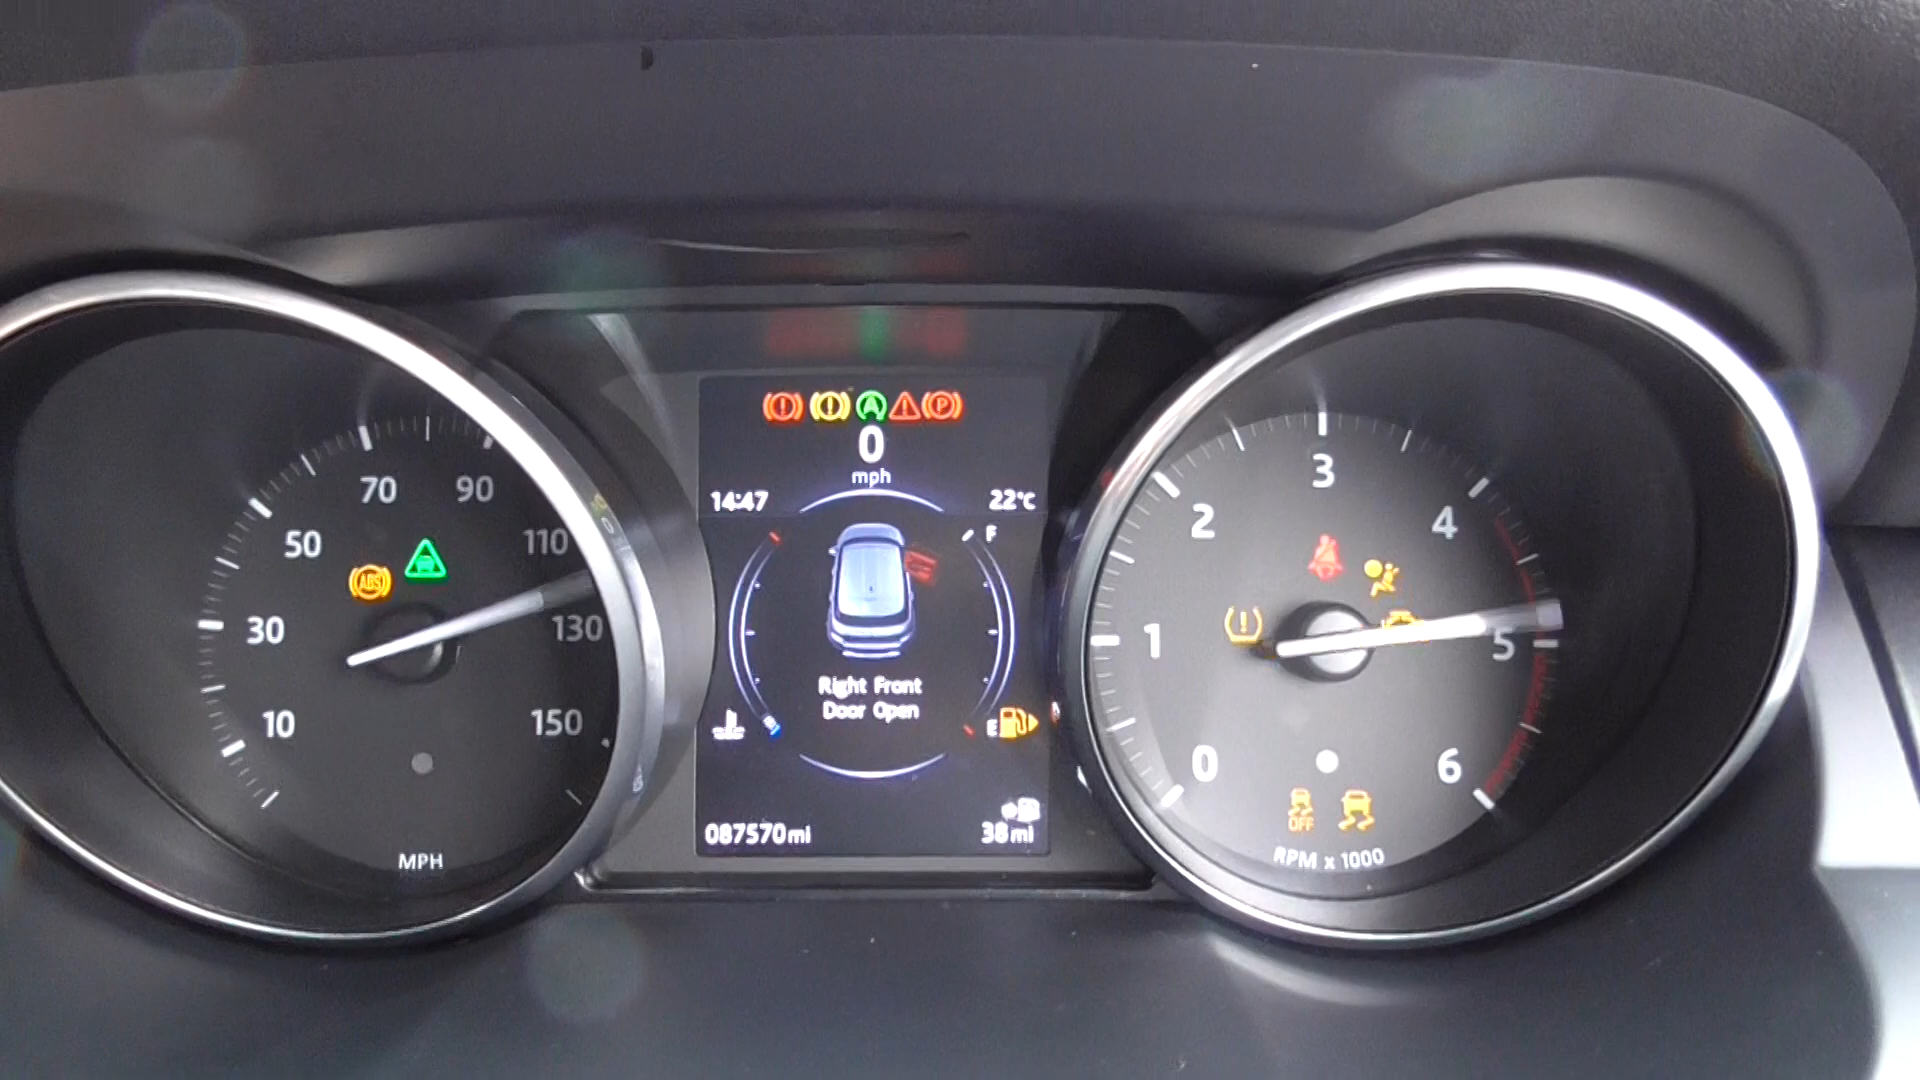 0
mph
14:47
22°C
F
Right Front
Door Open
E
087570mi
38mi
10
30
50
70
90
110
130
150
ABS
MPH
0
1
2
3
4
5
6
OFF
RPM x 1000
A
P